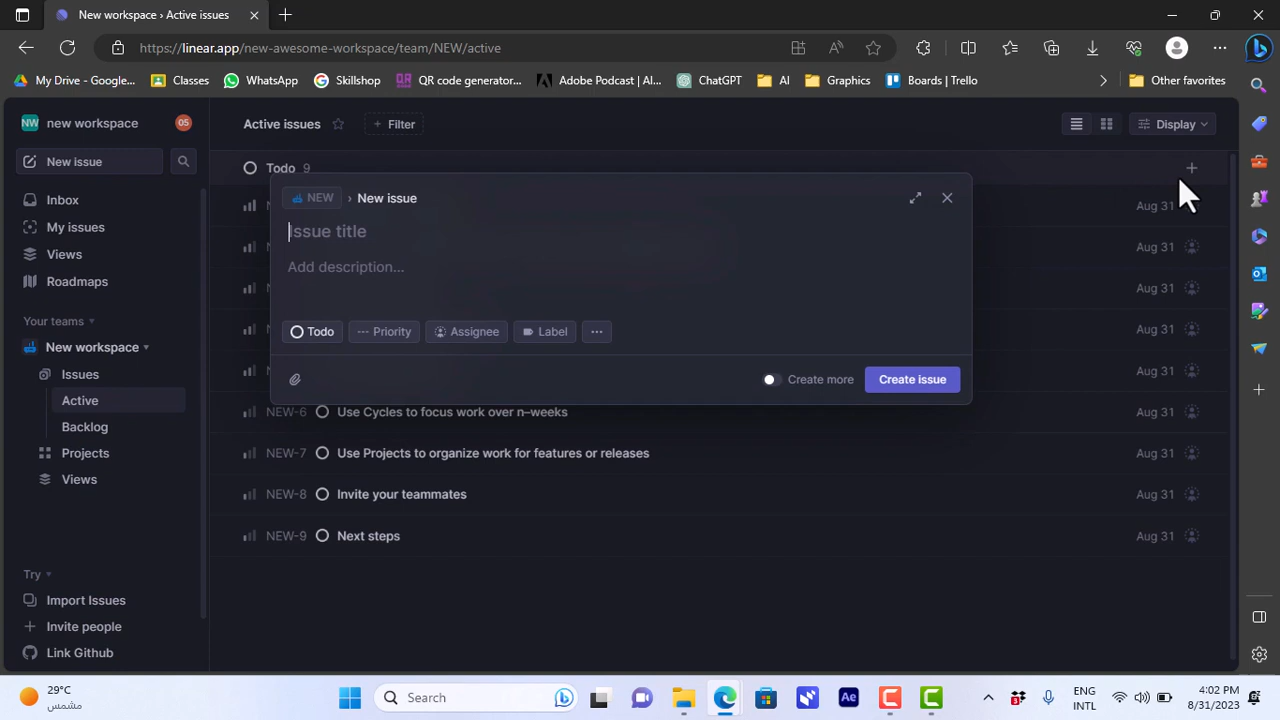 New workspace › Active issues
https://linear.app/new-awesome-workspace/team/NEW/active
My Drive - Google...
Classes
WhatsApp
Skillshop
QR code generator...
Adobe Podcast | Al...
ChatGPT
AI
Graphics
Boards | Trello
Other favorites
NW new workspace 05
Active issues
Filter
Display
New issue
Todo 9
NEW › New issue
Issue title
Add description...
Todo
--- Priority
Assignee
Label
Create more
Create issue
Inbox
My issues
Views
Roadmaps
Your teams
New workspace
Issues
Active
Backlog
Projects
Views
Try
Import Issues
Invite people
Link Github
Aug 31
Aug 31
Aug 31
Aug 31
Aug 31
NEW-6 Use Cycles to focus work over n–weeks Aug 31
NEW-7 Use Projects to organize work for features or releases Aug 31
NEW-8 Invite your teammates Aug 31
NEW-9 Next steps Aug 31
29°C
مشمس
Search
Ae
ENG
INTL
4:02 PM
8/31/2023